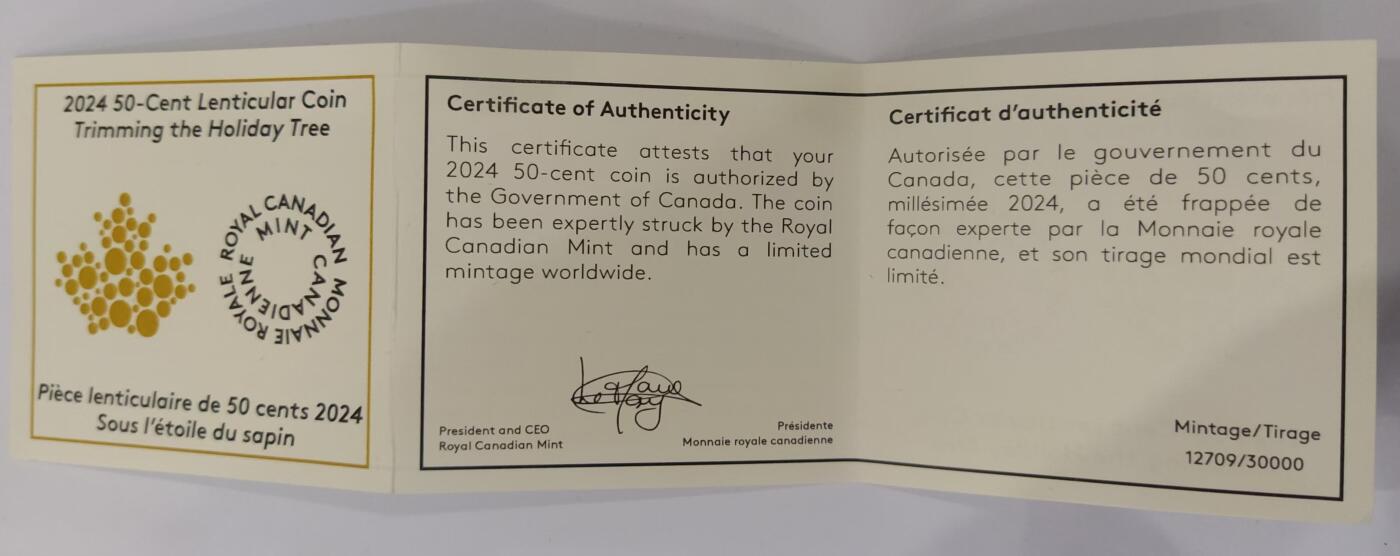 2024 50-Cent Lenticular Coin
Trimming the Holiday Tree
ROYAL CANADIAN MINT
MONNAIE ROYALE CANADIENNE
Pièce lenticulaire de 50 cents 2024
Sous l'étoile du sapin
Certificate of Authenticity
This certificate attests that your
2024 50-cent coin is authorized by
the Government of Canada. The coin
has been expertly struck by the Royal
Canadian Mint and has a limited
mintage worldwide.
President and CEO
Royal Canadian Mint
Présidente
Monnaie royale canadienne
Certificat d'authenticité
Autorisée par le gouvernement du
Canada, cette pièce de 50 cents,
millésimée 2024, a été frappée de
façon experte par la Monnaie royale
canadienne, et son tirage mondial est
limité.
Mintage/Tirage
12709/30000